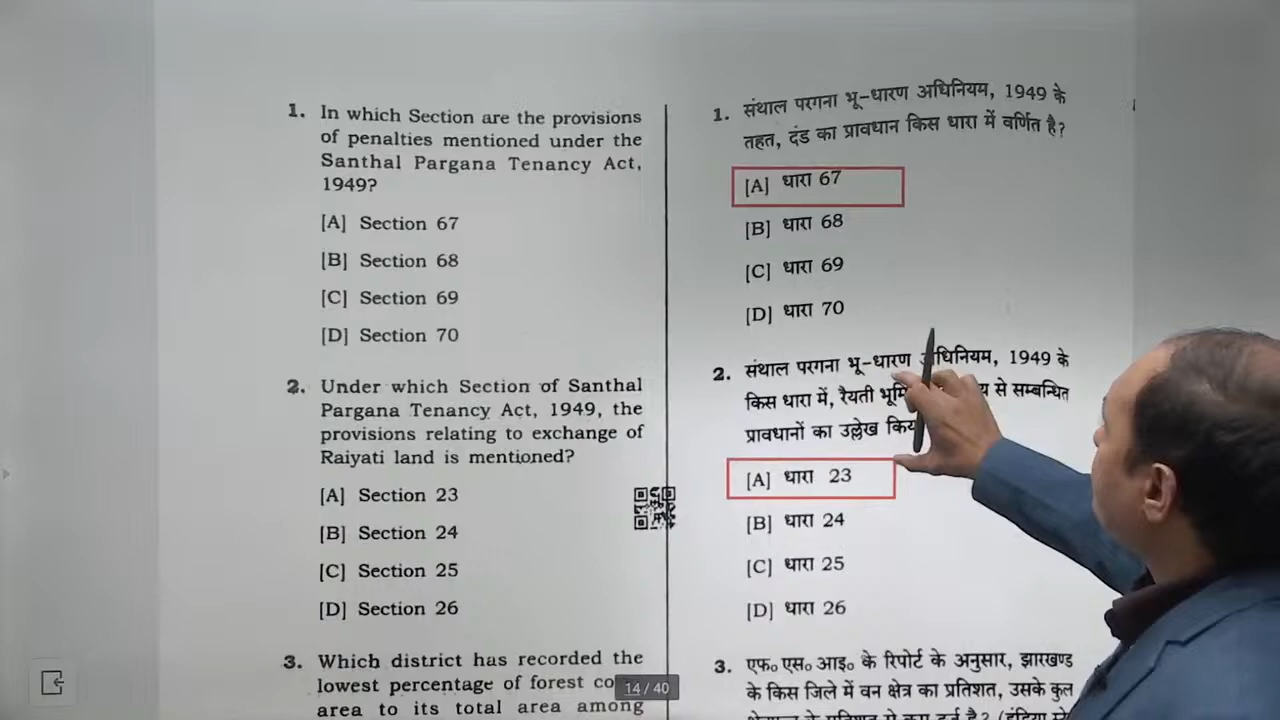 1. In which Section are the provisions
of penalties mentioned under the
Santhal Pargana Tenancy Act,
1949?
[A] Section 67
[B] Section 68
[C] Section 69
[D] Section 70
2. Under which Section of Santhal
Pargana Tenancy Act, 1949, the
provisions relating to exchange of
Raiyati land is mentioned?
[A] Section 23
[B] Section 24
[C] Section 25
[D] Section 26
3. Which district has recorded the
lowest percentage of forest
area to its total area among
1. संथाल परगना भू-धारण अधिनियम, 1949 के
तहत, दंड का प्रावधान किस धारा में वर्णित है?
[A] धारा 67
[B] धारा 68
[C] धारा 69
[D] धारा 70
2. संथाल परगना भू-धारण 1949 के
किस धारा में, रैयती से सम्बन्धित
प्रावधानों का उल्लेख
[A] धारा 23
[B] धारा 24
[C] धारा 25
[D] धारा 26
3. एफ० एस० आइ० के रिपोर्ट के अनुसार, झारखण्ड
के किस जिले में वन क्षेत्र का प्रतिशत, उसके कुल
14/40